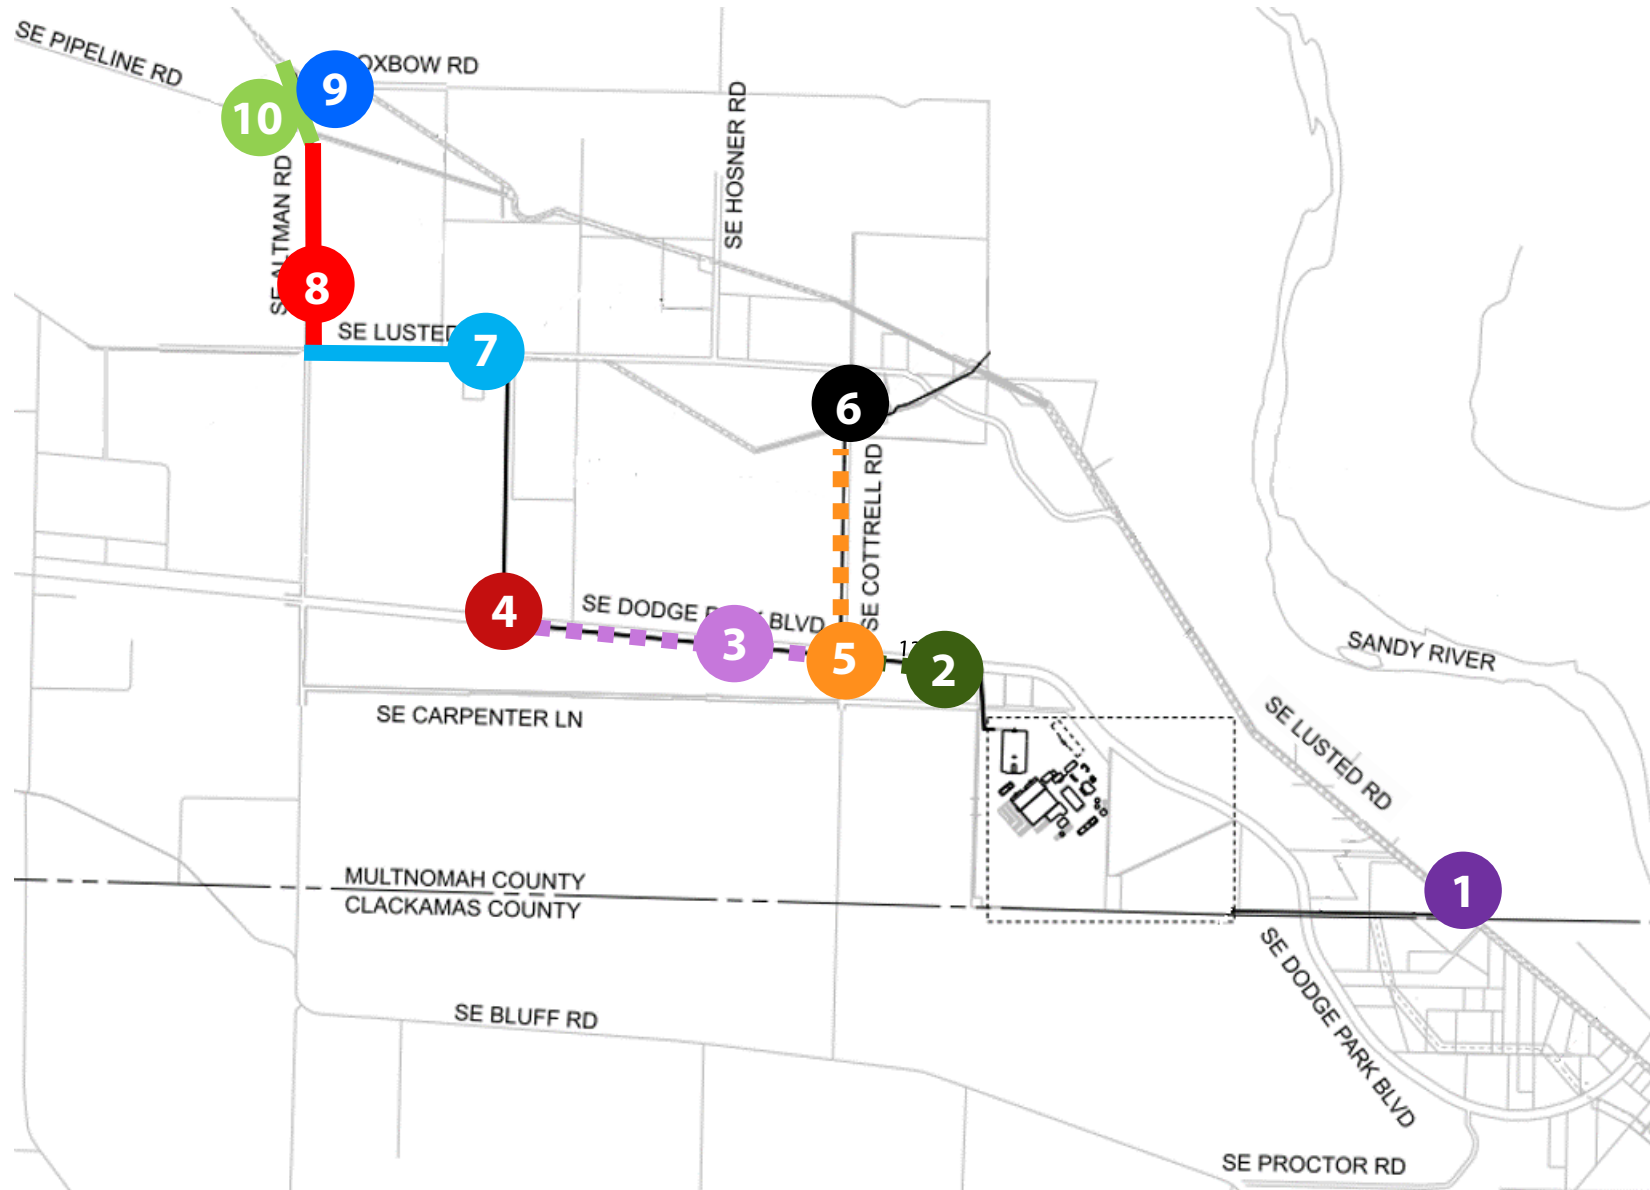 SE PIPELINE RD
OXBOW RD
9
10
SE HOSNER RD
SE ALTMAN RD
8
SE LUSTED
7
6
SE COTTRELL RD
4
SE DODGE
BLVD
3
5
2
SANDY RIVER
SE CARPENTER LN
SE LUSTED RD
MULTNOMAH COUNTY
CLACKAMAS COUNTY
1
SE DODGE PARK BLVD
SE BLUFF RD
SE PROCTOR RD